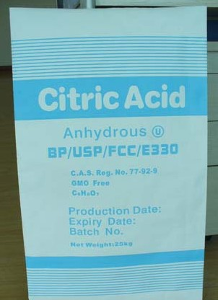 Citric Acid
Anhydrous Ⓤ
BP/USP/FCC/E330
C.A.S. Reg. No. 77-92-9
GMO Free
C₆H₈O₇
Production Date:
Expiry Date:
Batch No.
Net Weight:25kg